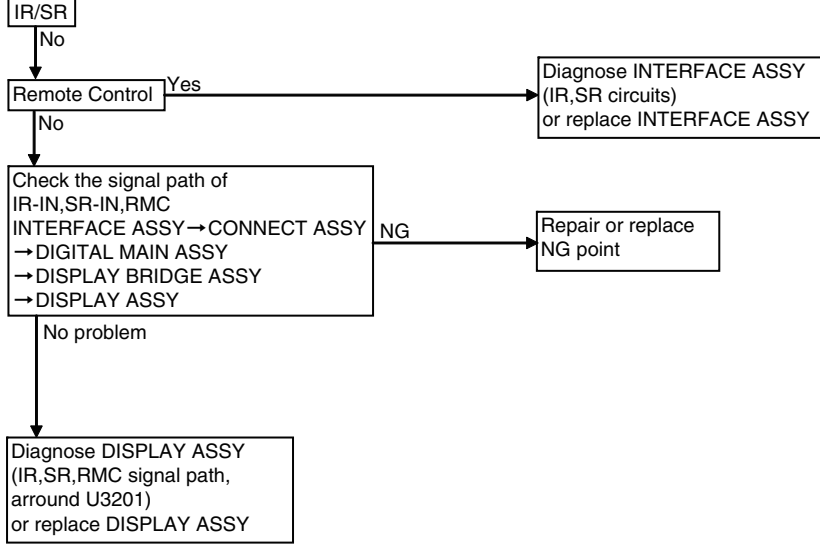 IR/SR
No
Remote Control
Yes
Diagnose INTERFACE ASSY
(IR,SR circuits)
or replace INTERFACE ASSY
No
Check the signal path of
IR-IN,SR-IN,RMC
INTERFACE ASSY→CONNECT ASSY
→DIGITAL MAIN ASSY
→DISPLAY BRIDGE ASSY
→DISPLAY ASSY
NG
Repair or replace
NG point
No problem
Diagnose DISPLAY ASSY
(IR,SR,RMC signal path,
arround U3201)
or replace DISPLAY ASSY